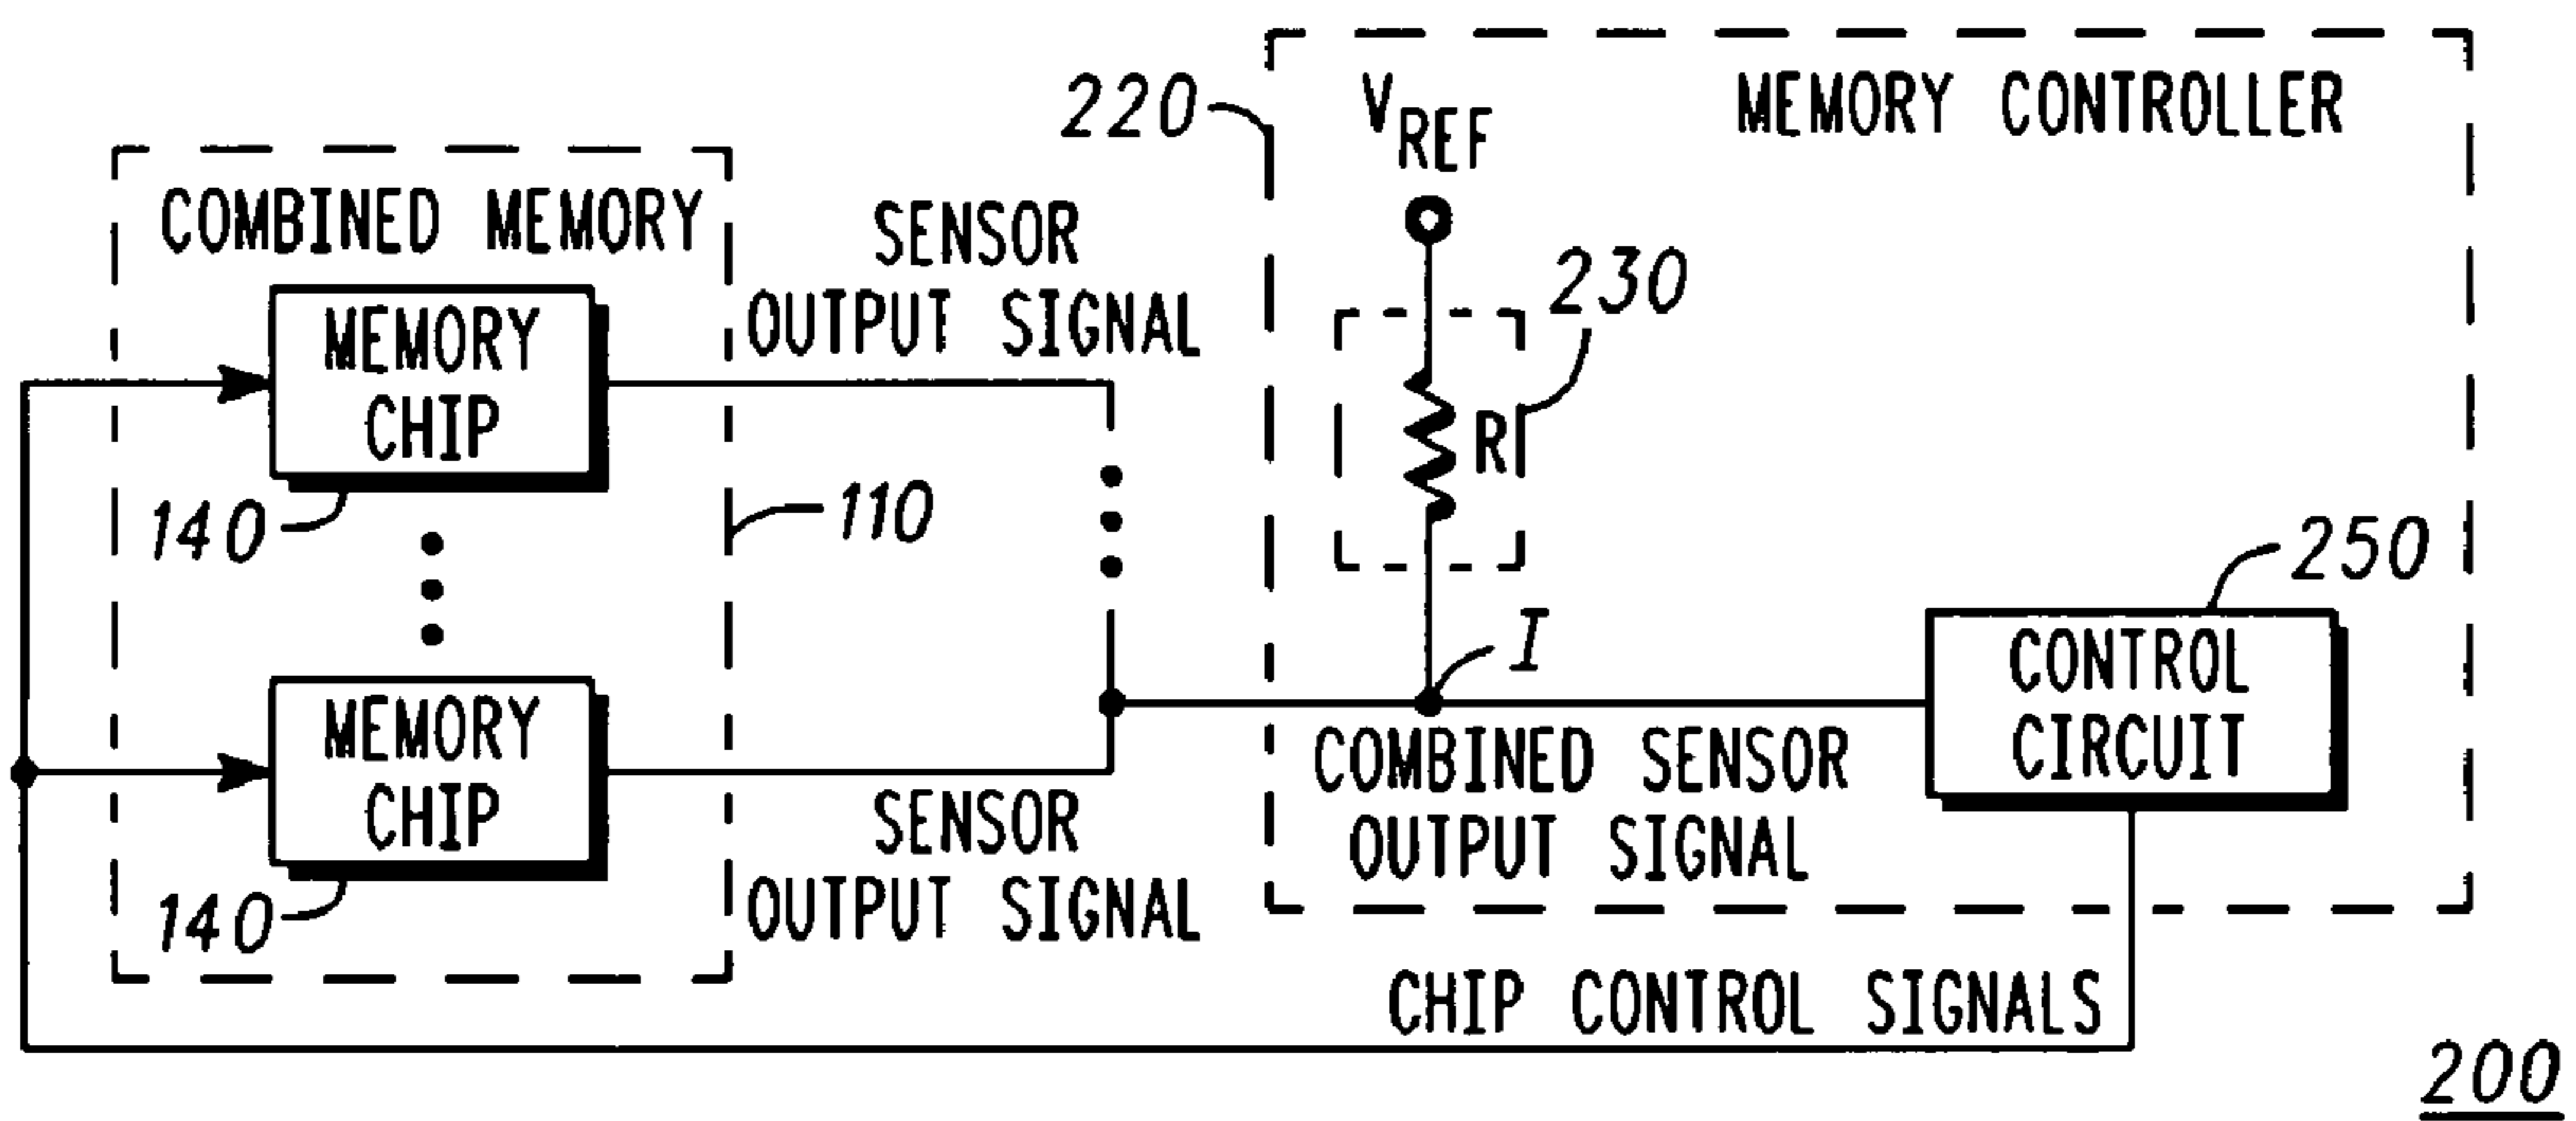 COMBINED MEMORY
MEMORY
CHIP
140
MEMORY
CHIP
140
110
SENSOR
OUTPUT SIGNAL
SENSOR
OUTPUT SIGNAL
220
VREF
MEMORY CONTROLLER
230
R
I
COMBINED SENSOR
OUTPUT SIGNAL
250
CONTROL
CIRCUIT
CHIP CONTROL SIGNALS
200